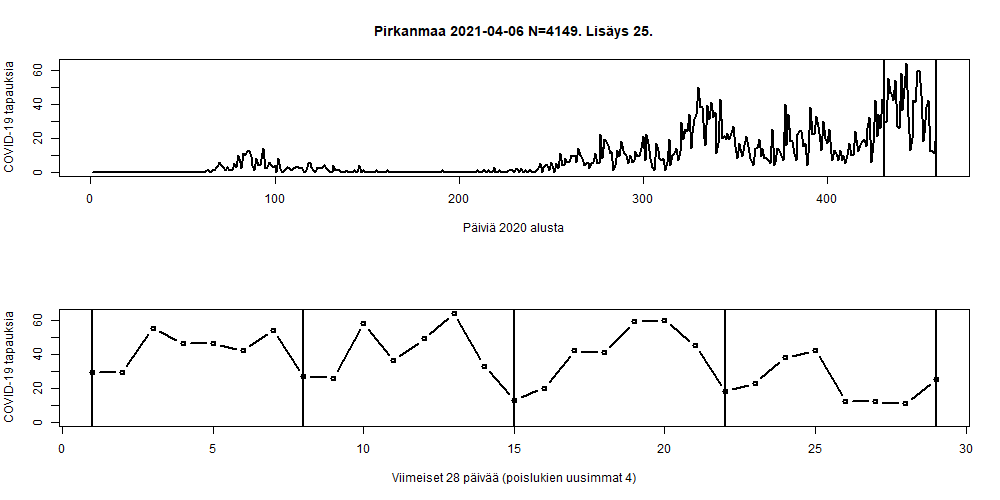 Pirkanmaa 2021-04-06 N=4149. Lisäys 25.
COVID-19 tapauksia
60
40
20
0
0 100 200 300 400
Päiviä 2020 alusta
COVID-19 tapauksia
60
40
20
0
0 5 10 15 20 25 30
Viimeiset 28 päivää (poislukien uusimmat 4)